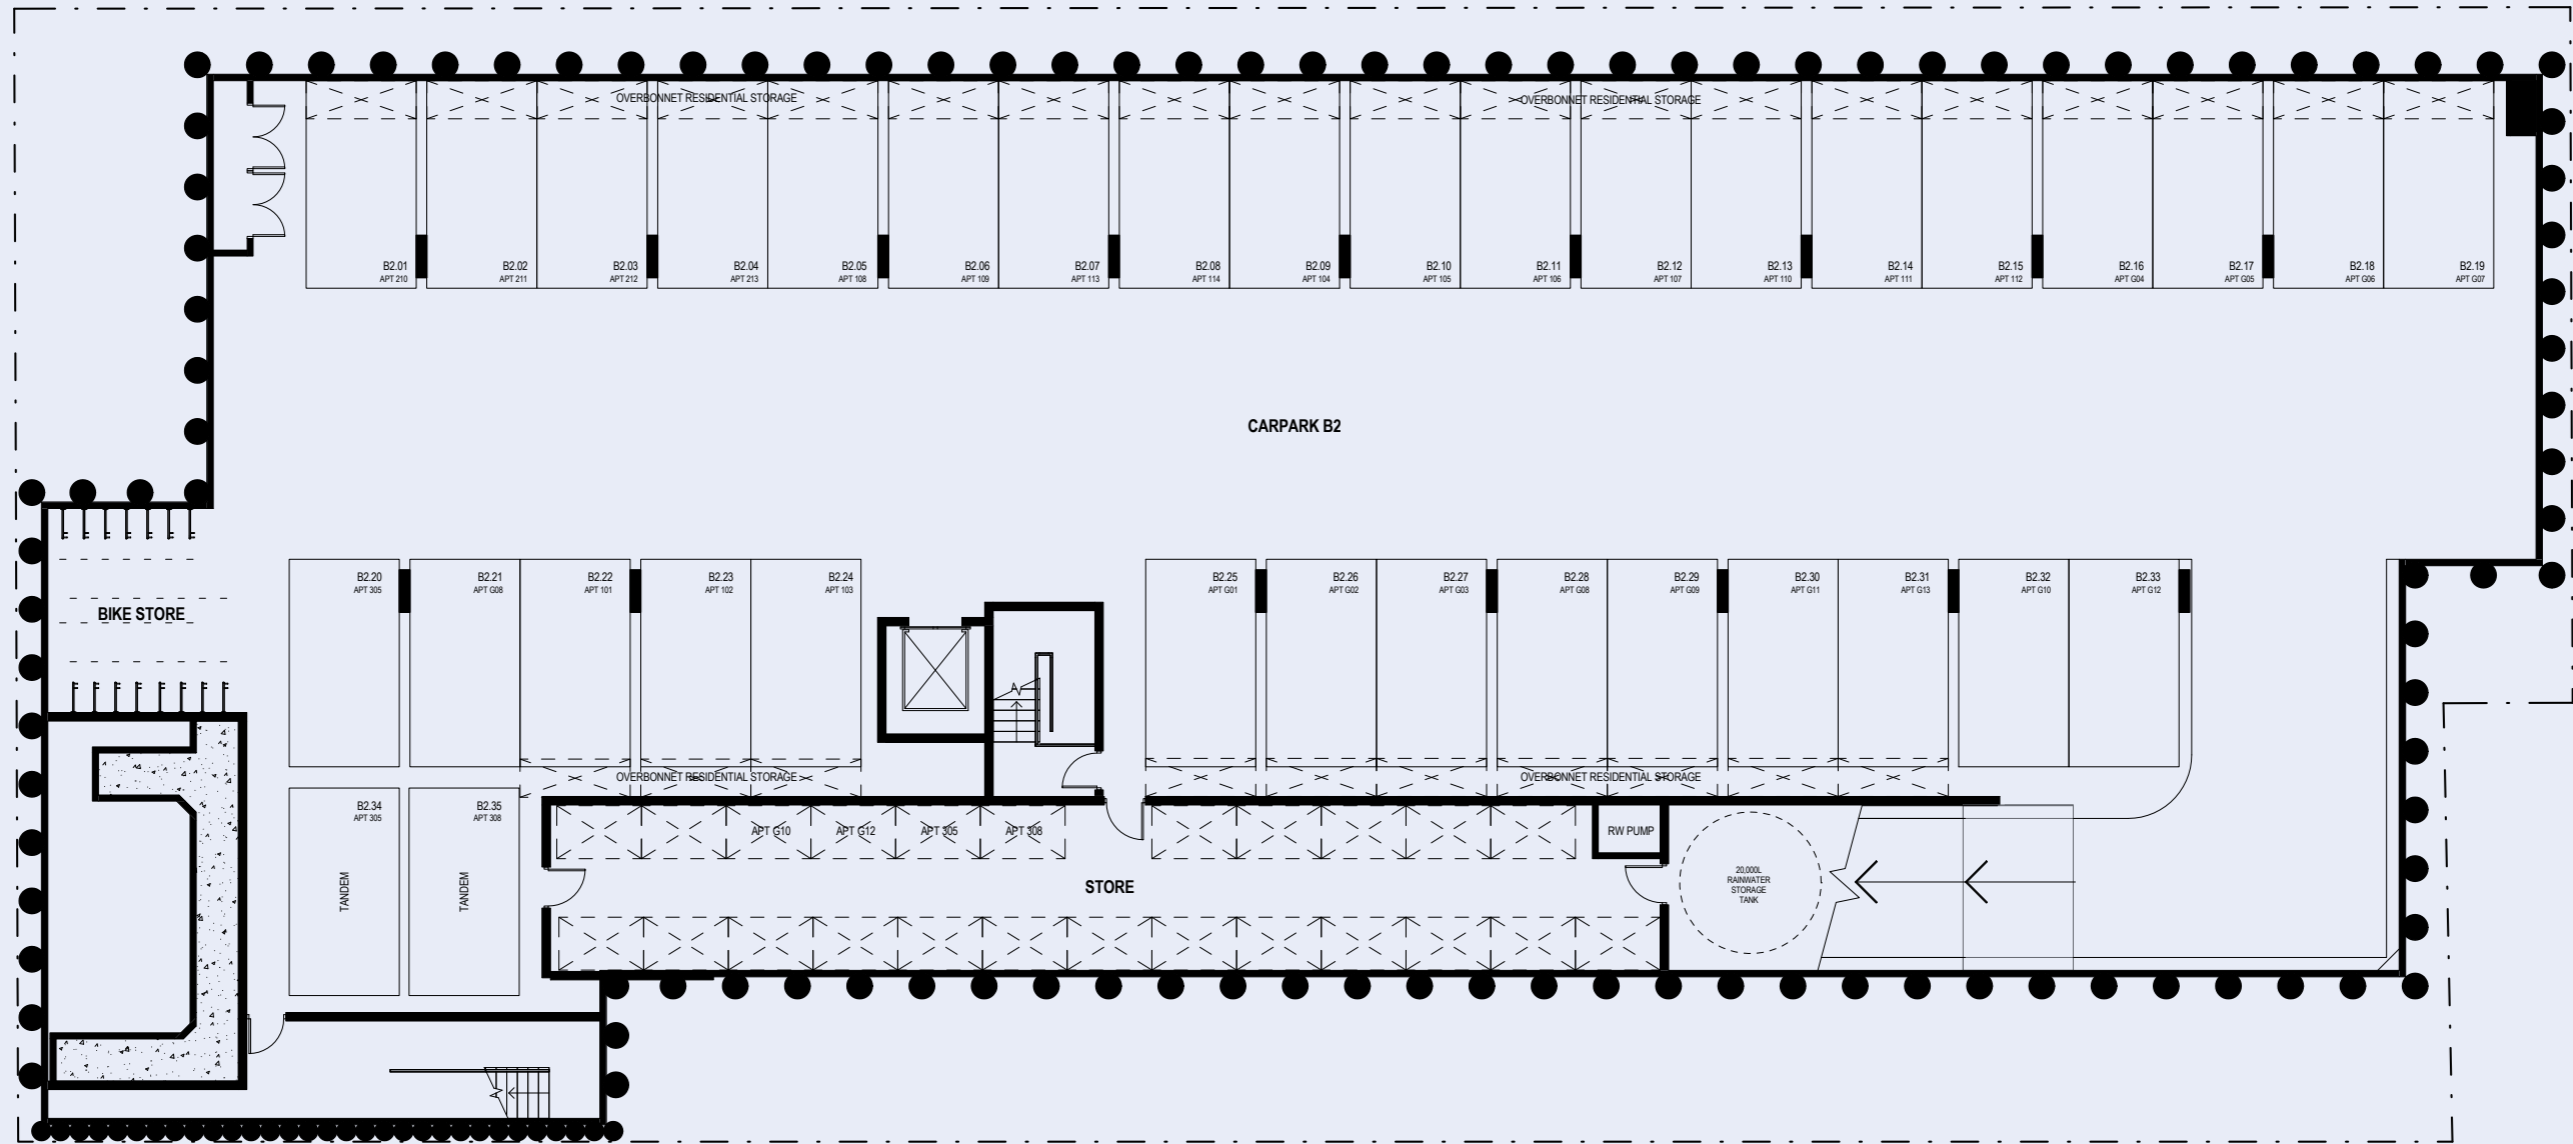 OVERBONNET RESIDENTIAL STORAGE
OVERBONNET RESIDENTIAL STORAGE
B2.01
APT 210
B2.02
APT 211
B2.03
APT 212
B2.04
APT 213
B2.05
APT 108
B2.06
APT 109
B2.07
APT 113
B2.08
APT 114
B2.09
APT 104
B2.10
APT 105
B2.11
APT 106
B2.12
APT 107
B2.13
APT 110
B2.14
APT 111
B2.15
APT 112
B2.16
APT G04
B2.17
APT G05
B2.18
APT G06
B2.19
APT G07
CARPARK B2
BIKE STORE
B2.20
APT 305
B2.21
APT G08
B2.22
APT 101
B2.23
APT 102
B2.24
APT 103
B2.25
APT G01
B2.26
APT G02
B2.27
APT G03
B2.28
APT G08
B2.29
APT G09
B2.30
APT G11
B2.31
APT G13
B2.32
APT G10
B2.33
APT G12
OVERBONNET RESIDENTIAL STORAGE
OVERBONNET RESIDENTIAL STORAGE
B2.34
APT 305
B2.35
APT 308
TANDEM
TANDEM
APT G10
APT G12
APT 305
APT 308
RW PUMP
STORE
20,000L
RAINWATER
STORAGE
TANK